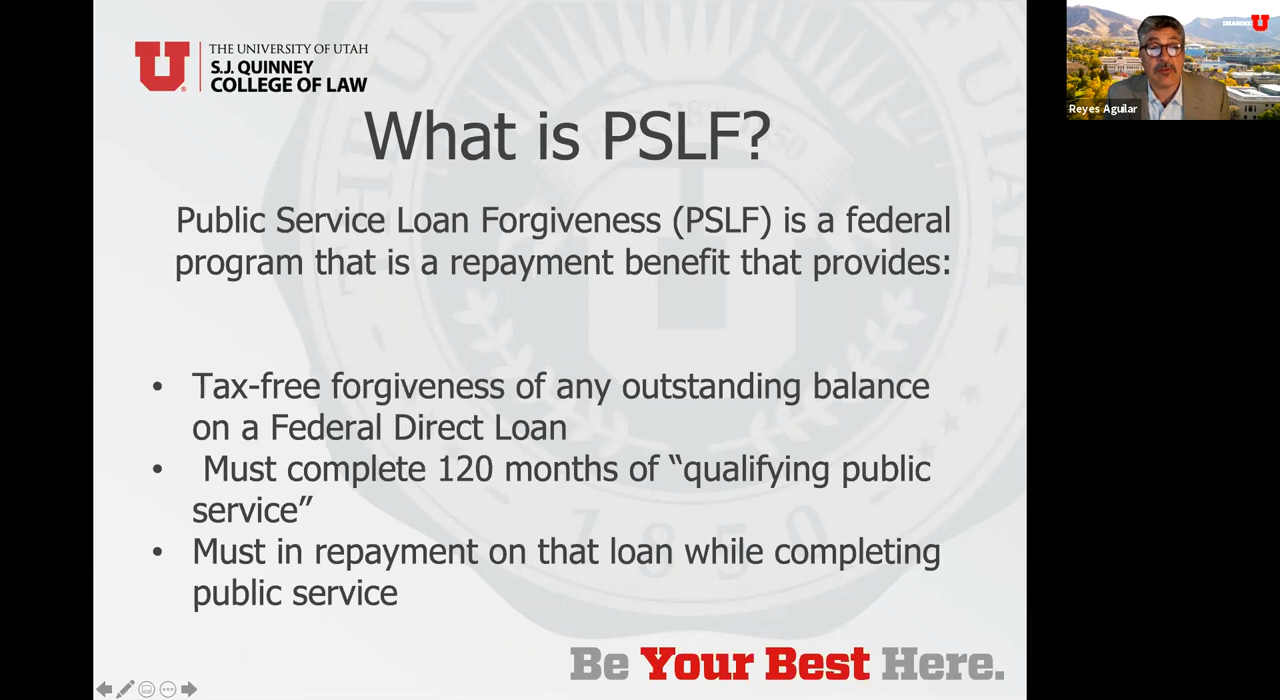 THE UNIVERSITY OF UTAH
S.J. QUINNEY
COLLEGE OF LAW
What is PSLF?
Public Service Loan Forgiveness (PSLF) is a federal
program that is a repayment benefit that provides:
• Tax-free forgiveness of any outstanding balance
on a Federal Direct Loan
• Must complete 120 months of “qualifying public
service”
• Must in repayment on that loan while completing
public service
1850
Be Your Best Here.
Reyes Aguilar